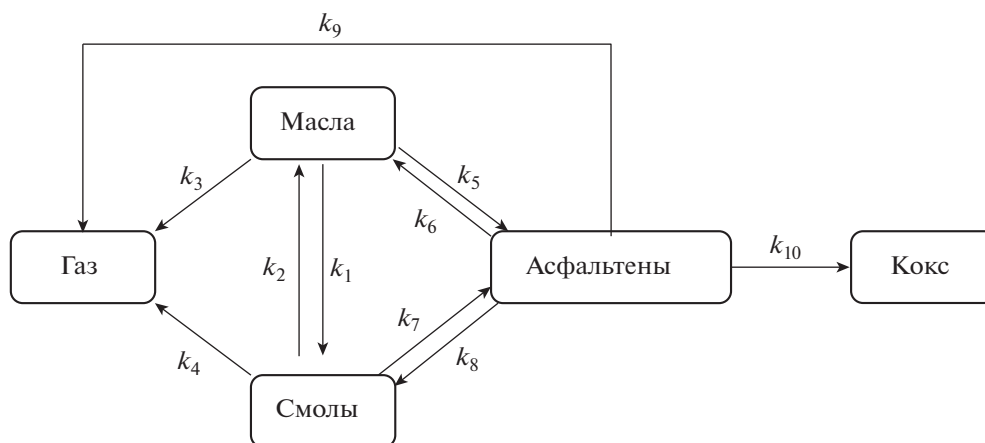 k9
Масла
k3
k5
k6
Газ
k2
k1
Асфальтены
k10
Кокс
k7
k4
k8
Смолы